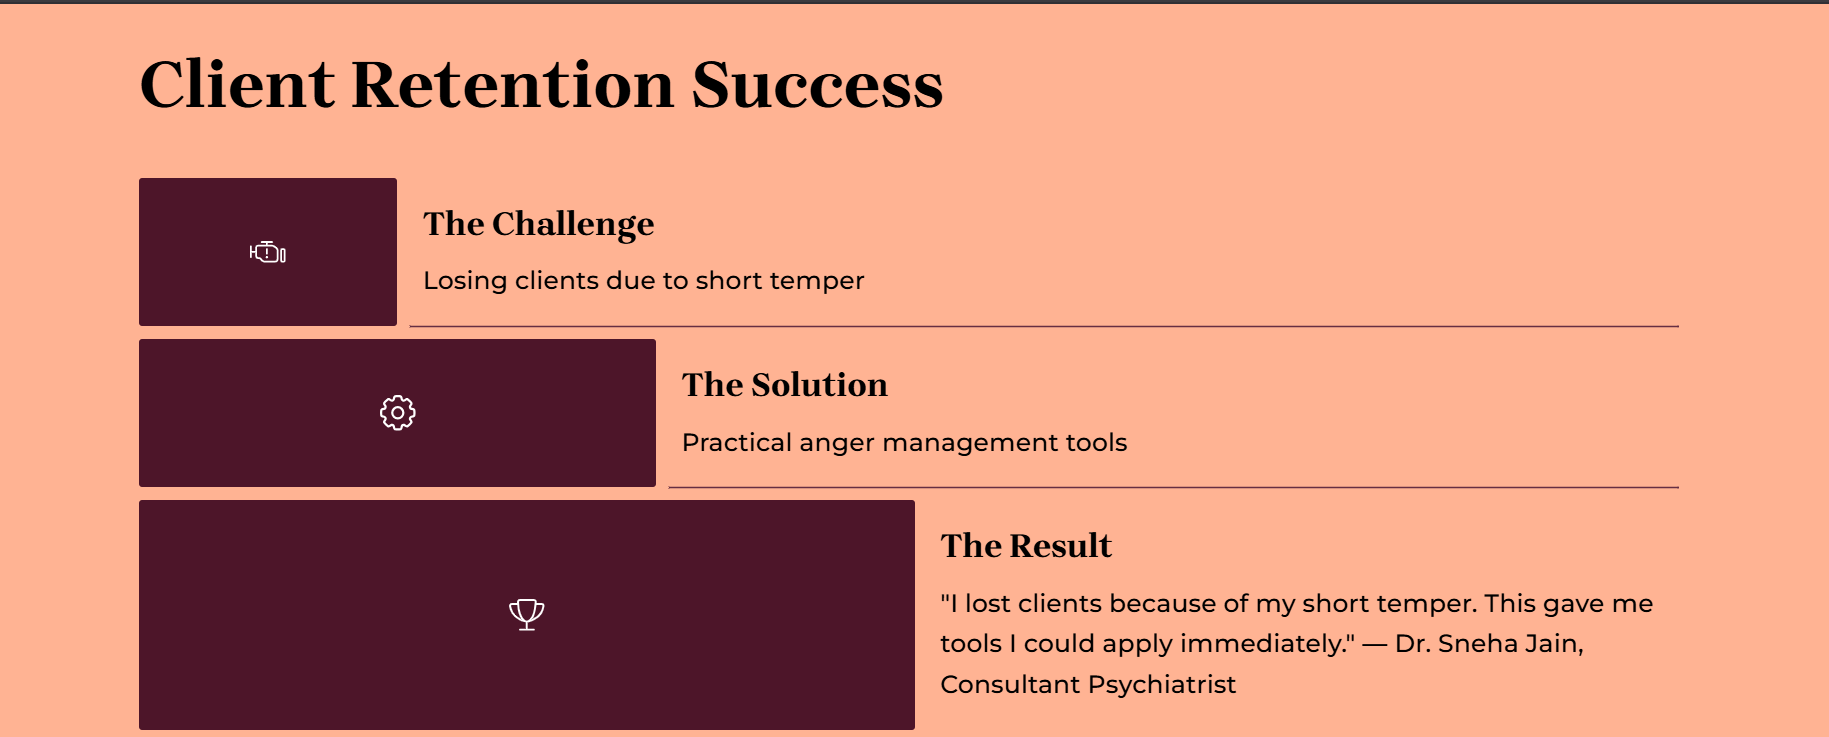 Client Retention Success
The Challenge
Losing clients due to short temper
The Solution
Practical anger management tools
The Result
"I lost clients because of my short temper. This gave me
tools I could apply immediately." — Dr. Sneha Jain,
Consultant Psychiatrist